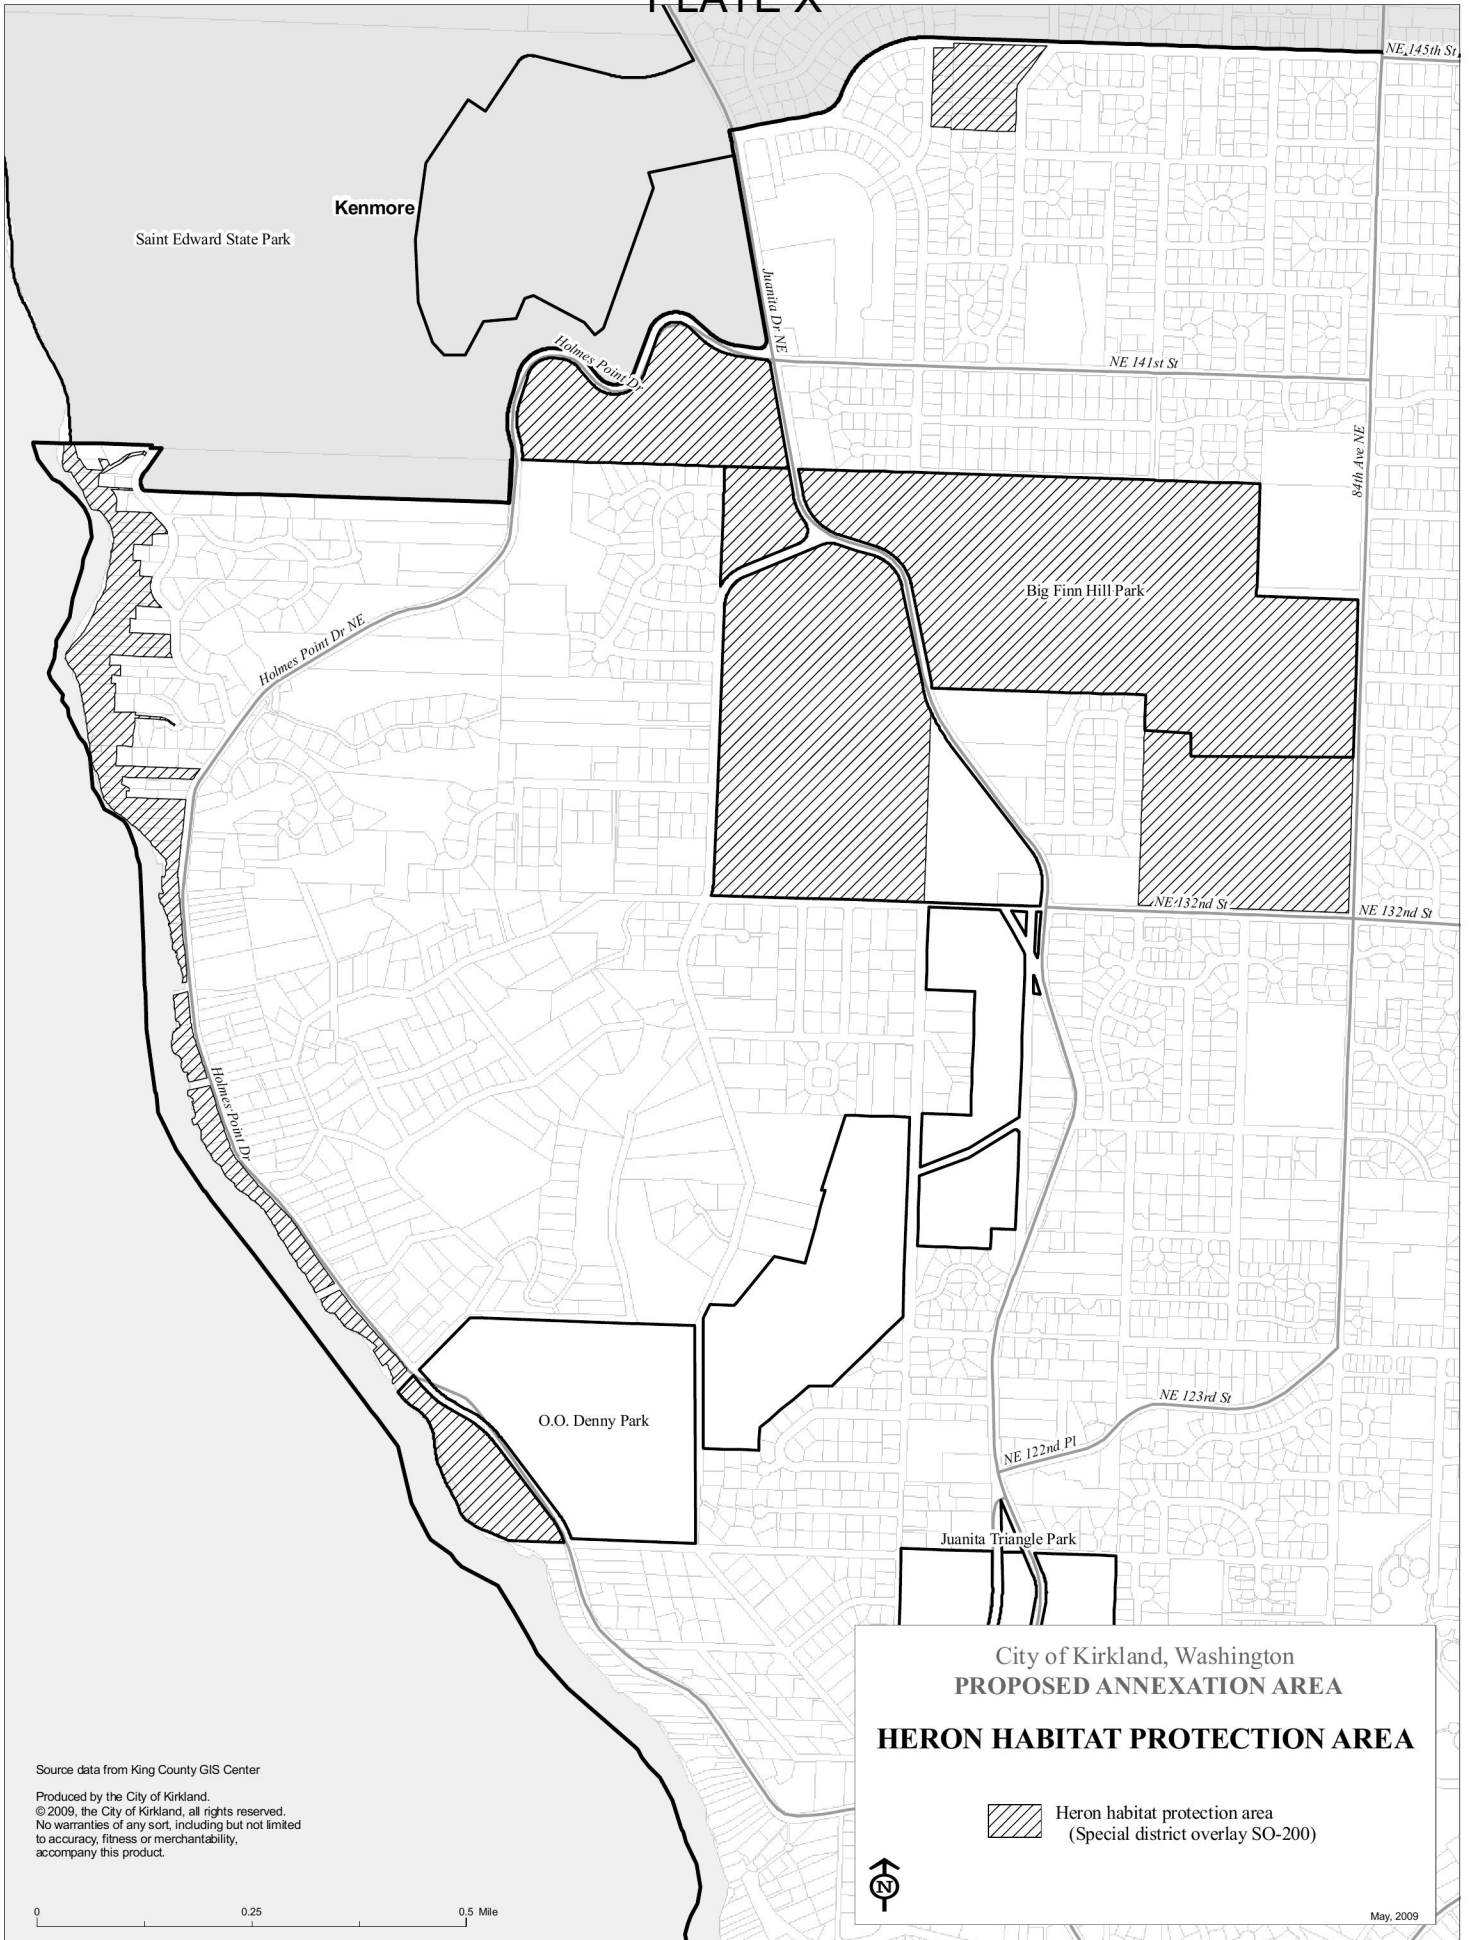 PLATE X
NE 145th St
Kenmore
Saint Edward State Park
Juanita Dr NE
Holmes Point Dr
NE 141st St
84th Ave NE
Big Finn Hill Park
Holmes Point Dr NE
NE 132nd St
NE 132nd St
Holmes Point Dr
NE 123rd St
O.O. Denny Park
NE 122nd Pl
Juanita Triangle Park
City of Kirkland, Washington
PROPOSED ANNEXATION AREA
HERON HABITAT PROTECTION AREA
Heron habitat protection area
(Special district overlay SO-200)
N
May, 2009
Source data from King County GIS Center
Produced by the City of Kirkland.
© 2009, the City of Kirkland, all rights reserved.
No warranties of any sort, including but not limited
to accuracy, fitness or merchantability,
accompany this product.
0 0.25 0.5 Mile